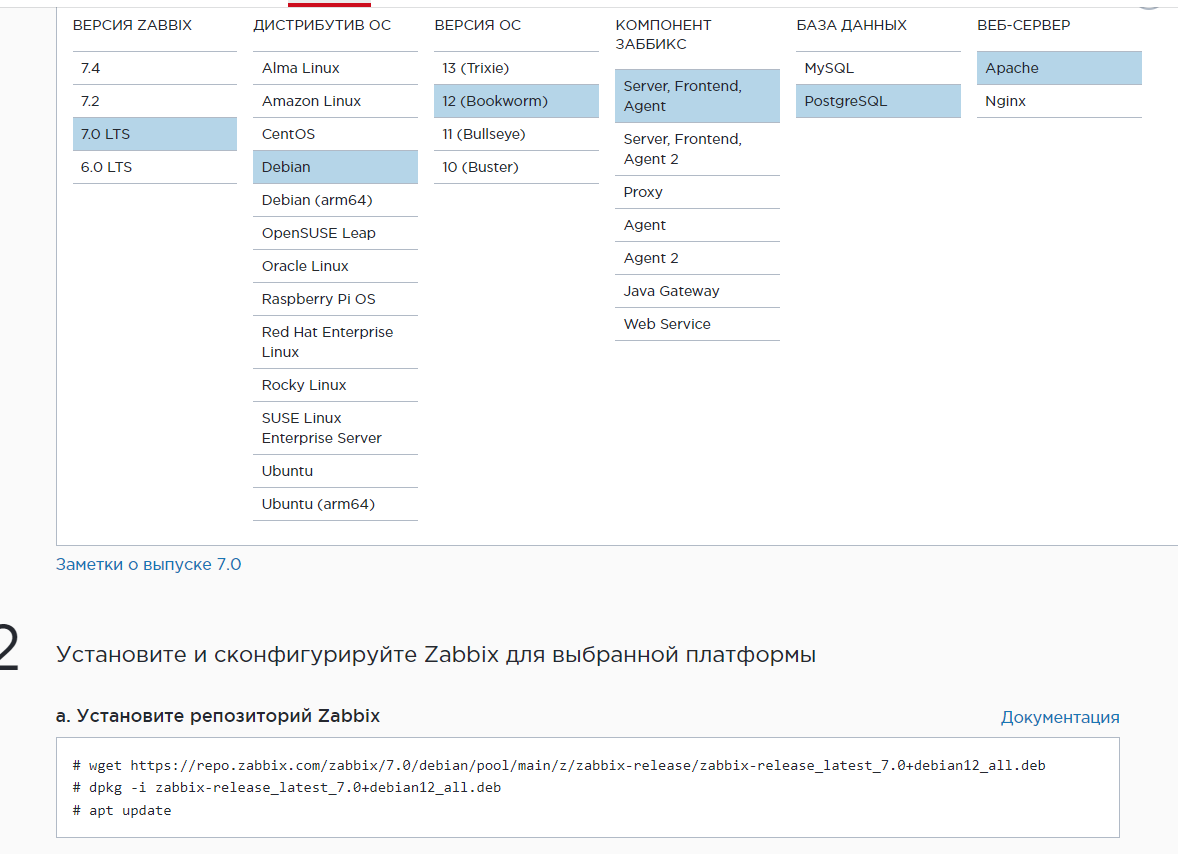 ВЕРСИЯ ZABBIX
7.4
7.2
7.0 LTS
6.0 LTS
ДИСТРИБУТИВ ОС
Alma Linux
Amazon Linux
CentOS
Debian
Debian (arm64)
OpenSUSE Leap
Oracle Linux
Raspberry Pi OS
Red Hat Enterprise
Linux
Rocky Linux
SUSE Linux
Enterprise Server
Ubuntu
Ubuntu (arm64)
ВЕРСИЯ ОС
13 (Trixie)
12 (Bookworm)
11 (Bullseye)
10 (Buster)
КОМПОНЕНТ
ЗАББИКС
Server, Frontend,
Agent
Server, Frontend,
Agent 2
Proxy
Agent
Agent 2
Java Gateway
Web Service
БАЗА ДАННЫХ
MySQL
PostgreSQL
ВЕБ-СЕРВЕР
Apache
Nginx
Заметки о выпуске 7.0
2
Установите и сконфигурируйте Zabbix для выбранной платформы
a. Установите репозиторий Zabbix
Документация
# wget https://repo.zabbix.com/zabbix/7.0/debian/pool/main/z/zabbix-release/zabbix-release_latest_7.0+debian12_all.deb
# dpkg -i zabbix-release_latest_7.0+debian12_all.deb
# apt update